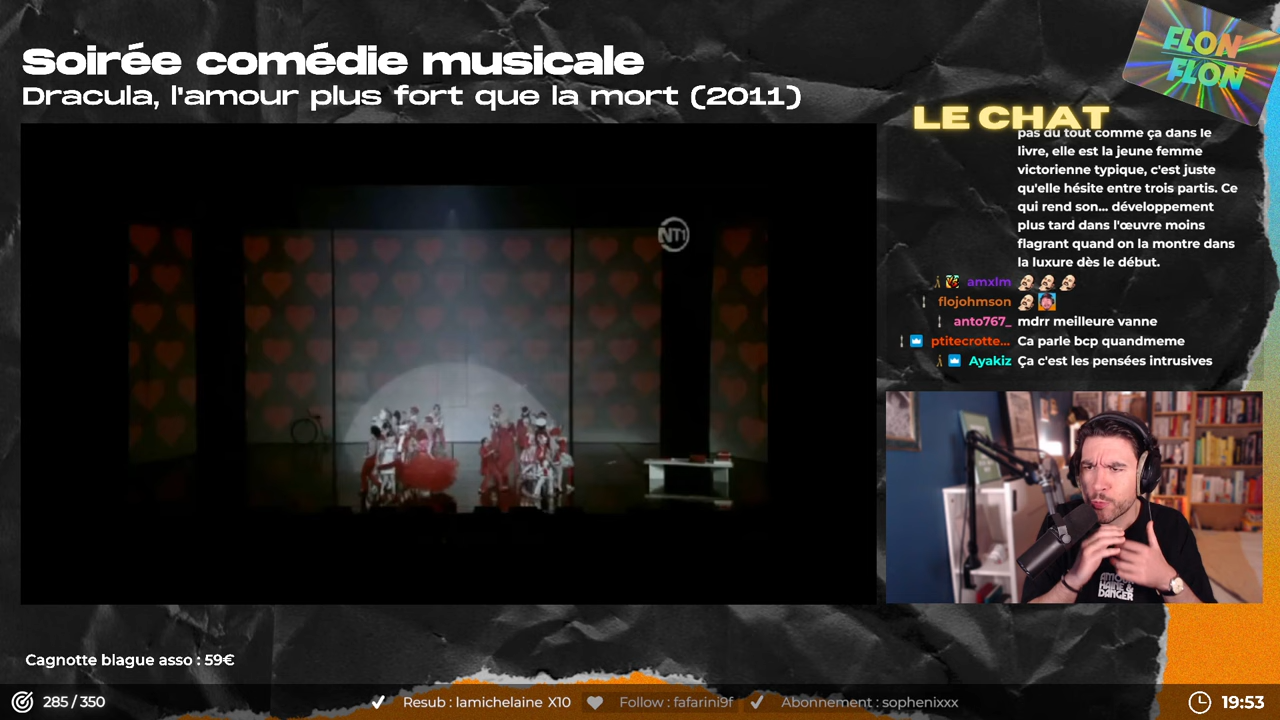 Soirée comédie musicale
Dracula, l'amour plus fort que la mort (2011)
FLON
FLON
LE CHAT
pas du tout comme ça dans le
livre, elle est la jeune femme
victorienne typique, c'est juste
qu'elle hésite entre trois partis. Ce
qui rend son... développement
plus tard dans l'œuvre moins
flagrant quand on la montre dans
la luxure dès le début.
amxlm
flojohmson
anto767_ mdrr meilleure vanne
ptitecrotte... Ca parle bcp quandmeme
Ayakiz Ça c'est les pensées intrusives
NT1
AMOUR
HAINE &
DANGER
Cagnotte blague asso : 59€
285 / 350
Resub : lamichelaine X10
Follow : fafarini9f
Abonnement : sophenixxx
19:53